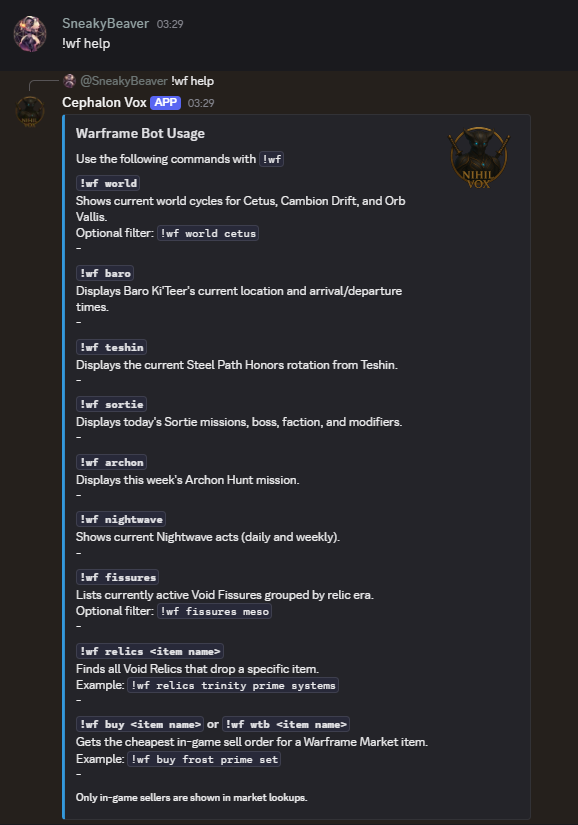 SneakyBeaver 03:29
!wf help
@SneakyBeaver !wf help
Cephalon Vox APP 03:29
Warframe Bot Usage
NIHIL
VOX
Use the following commands with !wf
!wf world
Shows current world cycles for Cetus, Cambion Drift, and Orb
Vallis.
Optional filter: !wf world cetus
-
!wf baro
Displays Baro Ki'Teer's current location and arrival/departure
times.
-
!wf teshin
Displays the current Steel Path Honors rotation from Teshin.
-
!wf sortie
Displays today's Sortie missions, boss, faction, and modifiers.
-
!wf archon
Displays this week's Archon Hunt mission.
-
!wf nightwave
Shows current Nightwave acts (daily and weekly).
-
!wf fissures
Lists currently active Void Fissures grouped by relic era.
Optional filter: !wf fissures meso
-
!wf relics <item name>
Finds all Void Relics that drop a specific item.
Example: !wf relics trinity prime systems
-
!wf buy <item name> or !wf wtb <item name>
Gets the cheapest in-game sell order for a Warframe Market item.
Example: !wf buy frost prime set
-
Only in-game sellers are shown in market lookups.